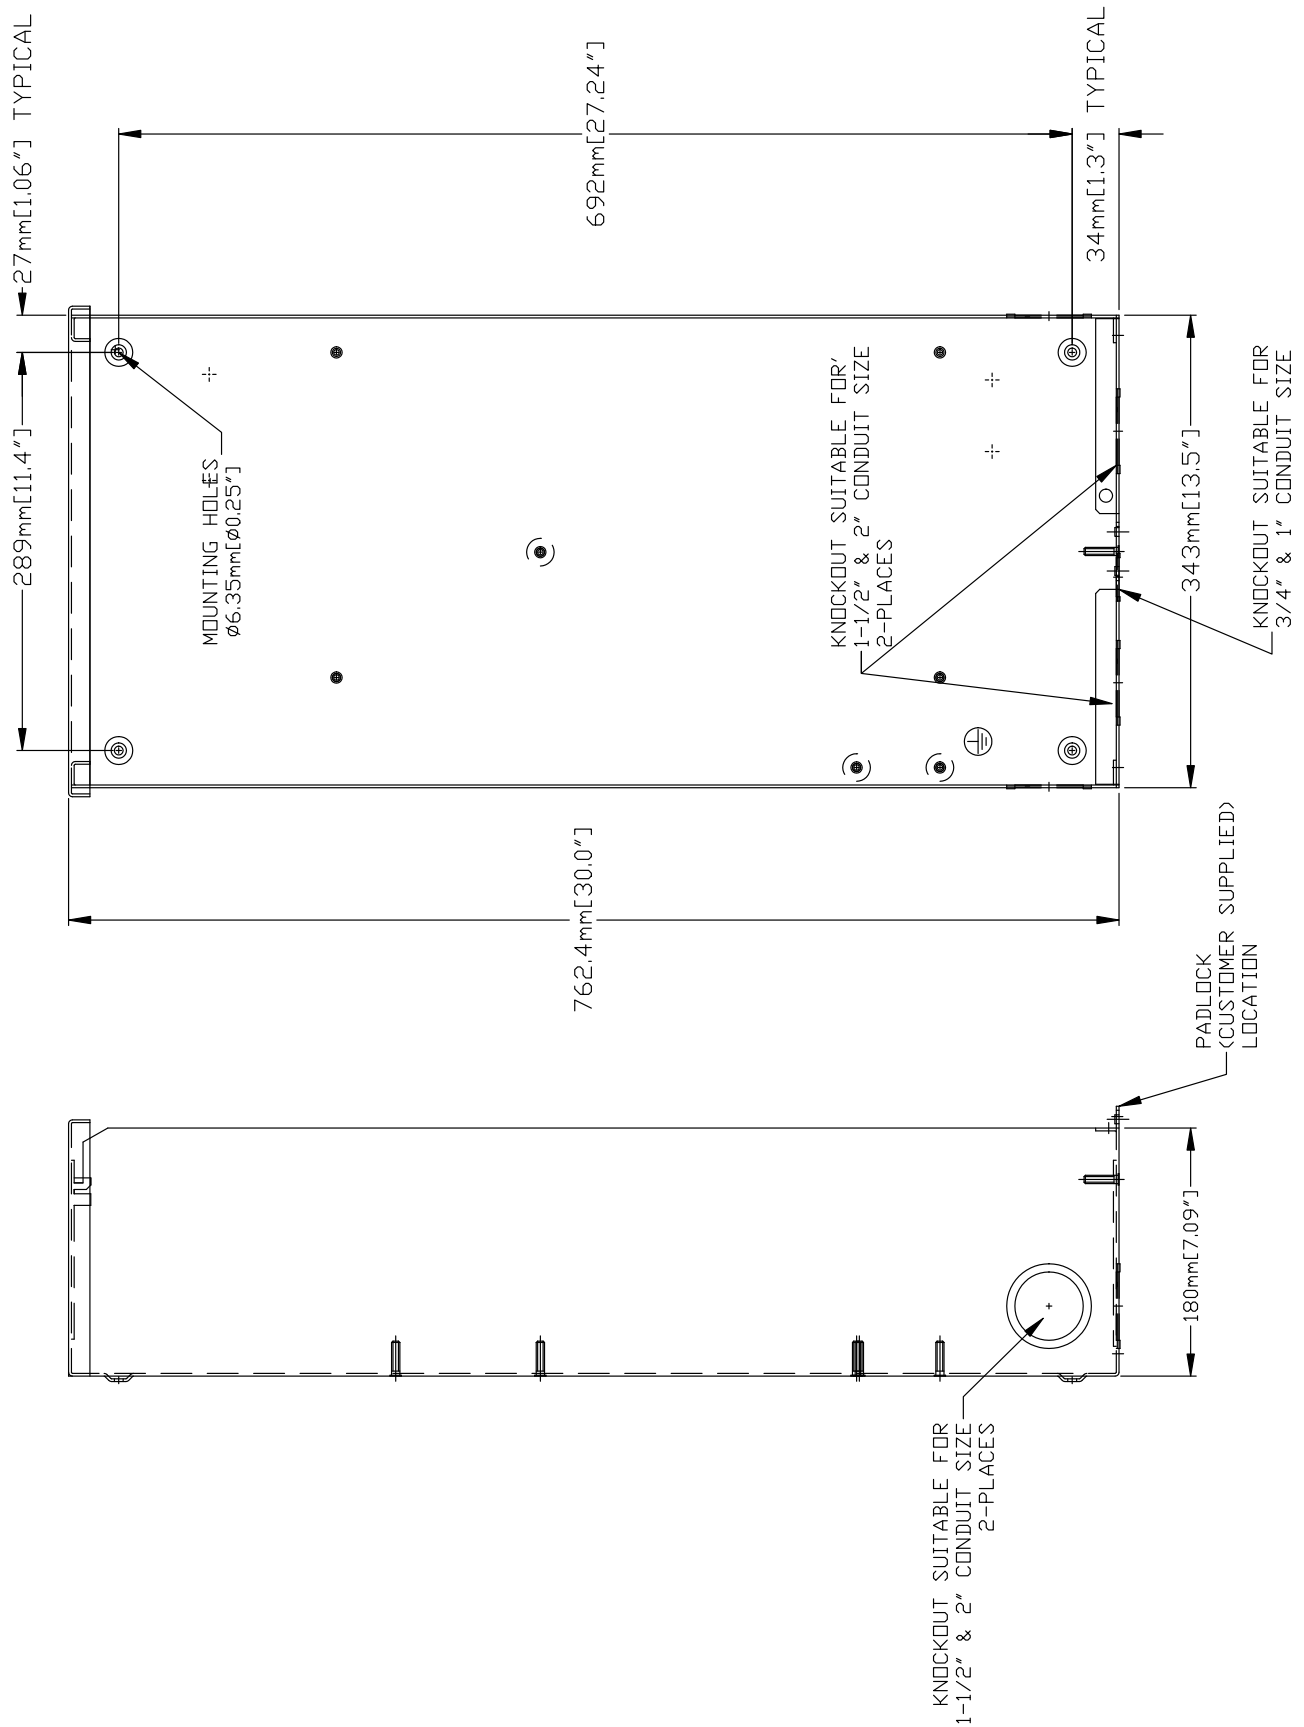 27mm[1.06"] TYPICAL
289mm[11.4"]
692mm[27.24"]
34mm[1.3"] TYPICAL
MOUNTING HOLES
ø6.35mm[ø0.25"]
KNOCKOUT SUITABLE FOR'
1-1/2" & 2" CONDUIT SIZE
2-PLACES
343mm[13.5"]
KNOCKOUT SUITABLE FOR
3/4" & 1" CONDUIT SIZE
762.4mm[30.0"]
PADLOCK
(CUSTOMER SUPPLIED)
LOCATION
180mm[7.09"]
KNOCKOUT SUITABLE FOR
1-1/2" & 2" CONDUIT SIZE
2-PLACES